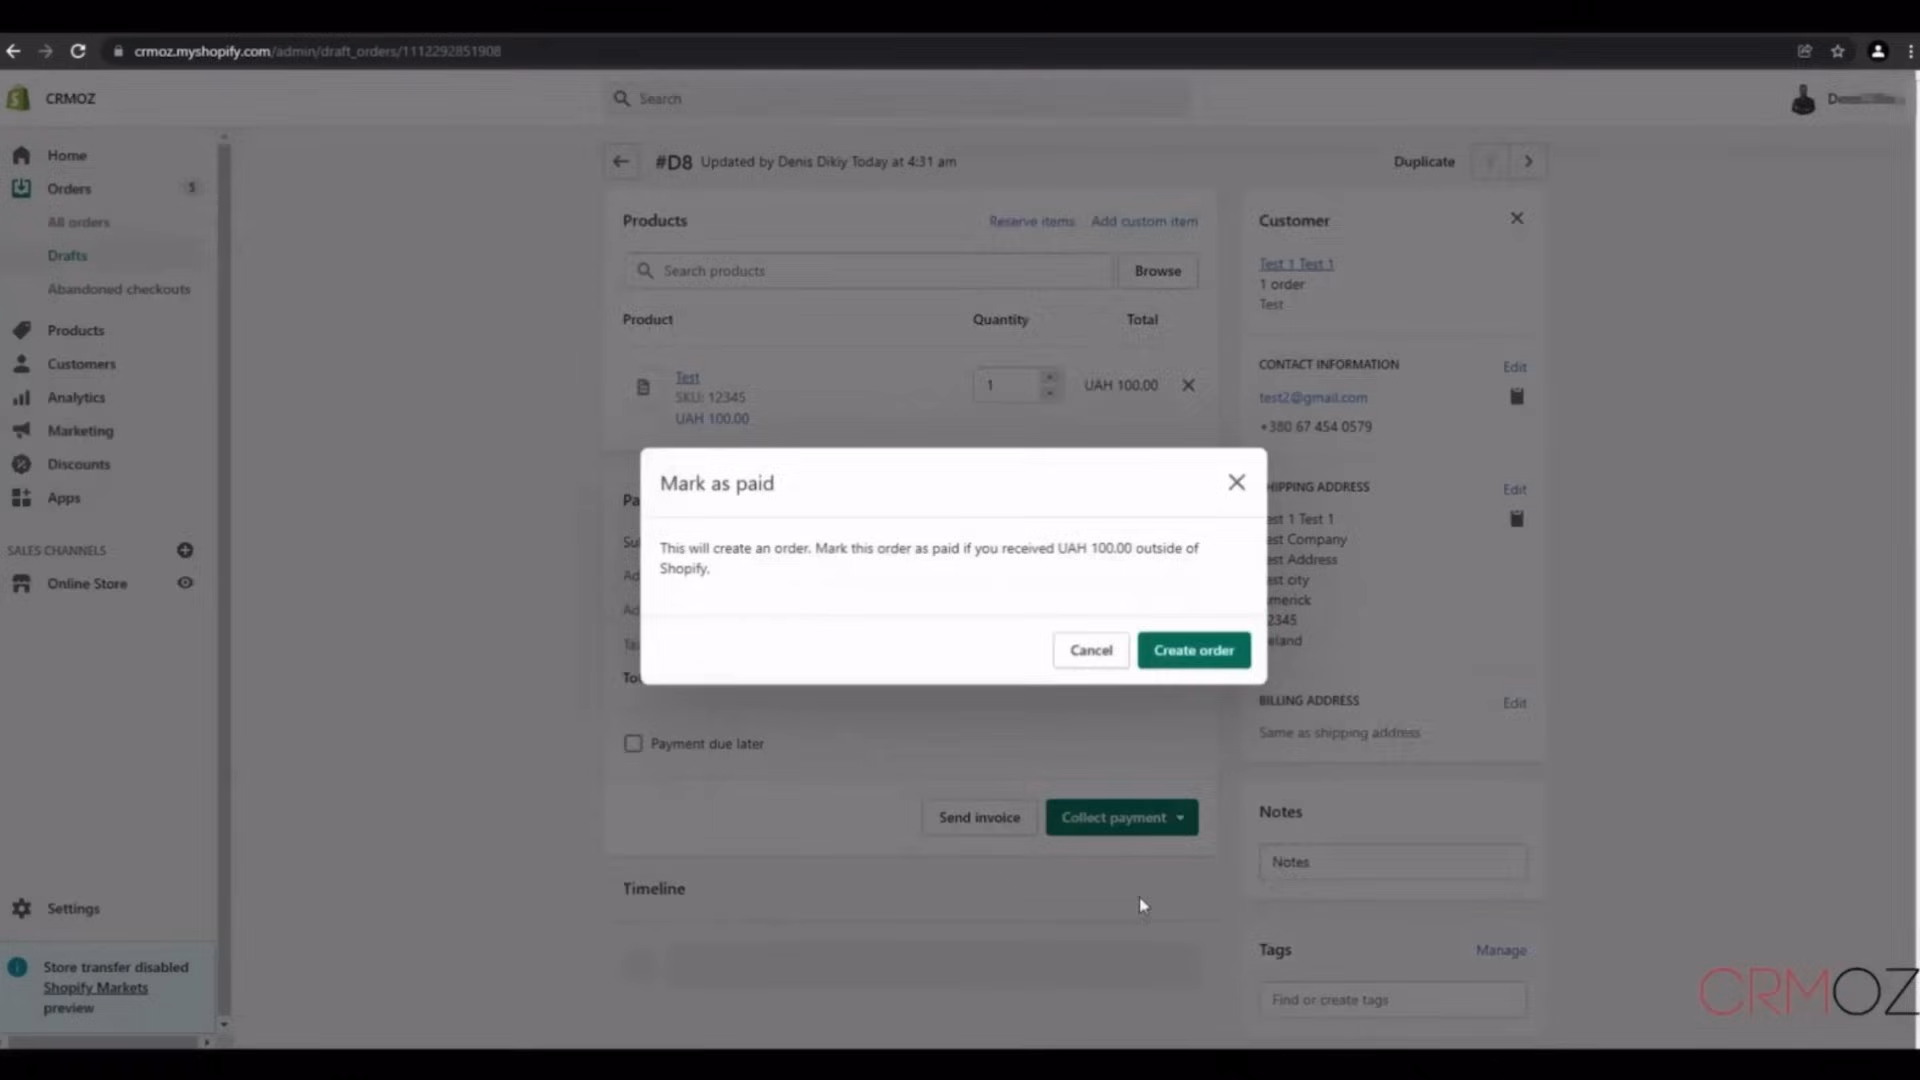 crmoz.myshopify.com/admin/draft_orders/1112292851908
CRMOZ
Search
Home
Orders 5
All orders
Drafts
Abandoned checkouts
Products
Customers
Analytics
Marketing
Discounts
Apps
SALES CHANNELS
Online Store
Settings
Store transfer disabled
Shopify Markets
preview
#D8 Updated by Denis Dikiy Today at 4:31 am
Duplicate
Products
Reserve items Add custom item
Search products
Browse
Product Quantity Total
Test
SKU: 12345
UAH 100.00
1
UAH 100.00
Mark as paid
This will create an order. Mark this order as paid if you received UAH 100.00 outside of
Shopify.
Cancel
Create order
Payment due later
Send invoice
Collect payment
Timeline
Customer
Test 1 Test 1
1 order
Test
CONTACT INFORMATION
Edit
test2@gmail.com
+380 67 454 0579
HIPPING ADDRESS
Edit
est 1 Test 1
est Company
est Address
est city
merick
2345
eland
BILLING ADDRESS
Edit
Same as shipping address
Notes
Notes
Tags
Manage
Find or create tags
CRMOZ